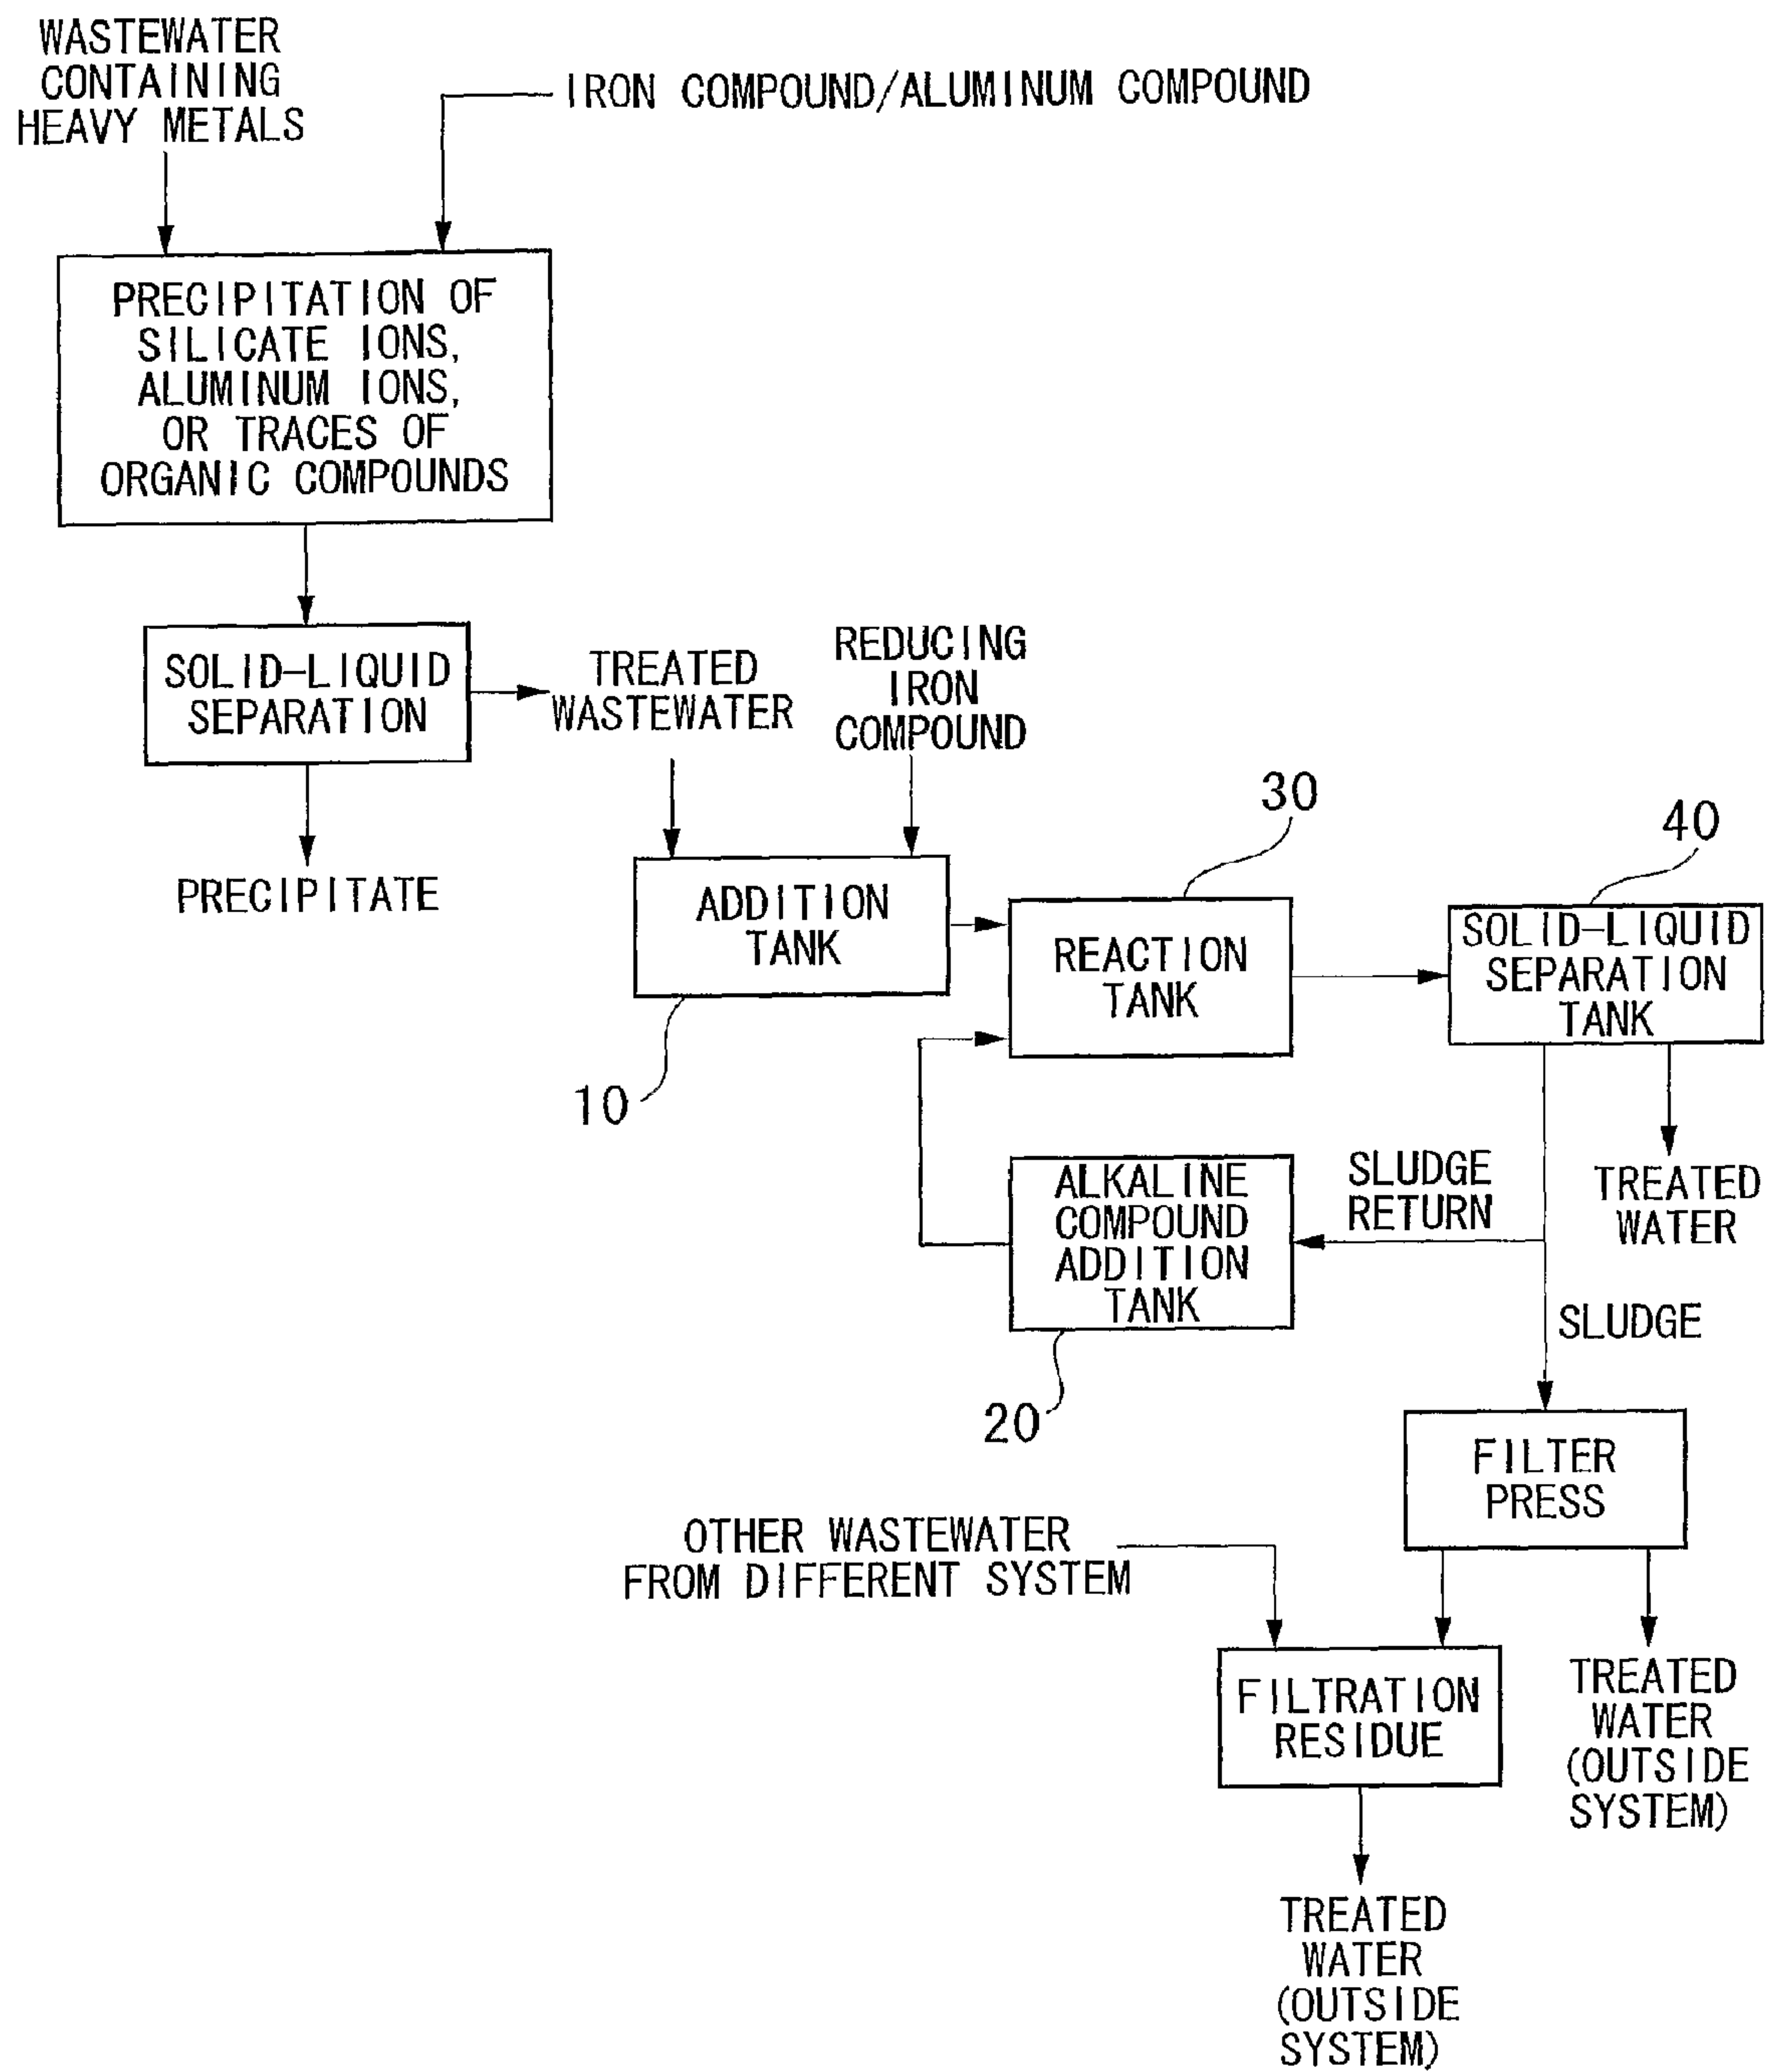 WASTEWATER
CONTAINING
HEAVY METALS
IRON COMPOUND/ALUMINUM COMPOUND
PRECIPITATION OF
SILICATE IONS,
ALUMINUM IONS,
OR TRACES OF
ORGANIC COMPOUNDS
SOLID-LIQUID
SEPARATION
TREATED
WASTEWATER
REDUCING
IRON
COMPOUND
PRECIPITATE
ADDITION
TANK
10
30
REACTION
TANK
40
SOLID-LIQUID
SEPARATION
TANK
ALKALINE
COMPOUND
ADDITION
TANK
20
SLUDGE
RETURN
TREATED
WATER
SLUDGE
FILTER
PRESS
OTHER WASTEWATER
FROM DIFFERENT SYSTEM
FILTRATION
RESIDUE
TREATED
WATER
(OUTSIDE
SYSTEM)
TREATED
WATER
(OUTSIDE
SYSTEM)